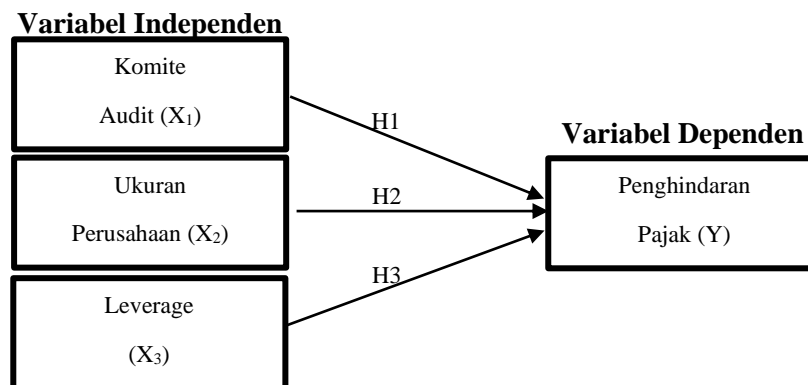 Variabel Independen
Komite
Audit (X₁)
H1
Variabel Dependen
Ukuran
Perusahaan (X₂)
H2
Penghindaran
Pajak (Y)
H3
Leverage
(X₃)